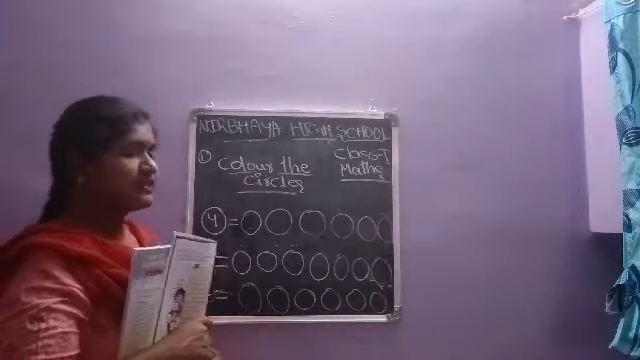 NIRBHAYA HIGH SCHOOL
Class-I
① Colour the Maths
Circles
4 =
=
=